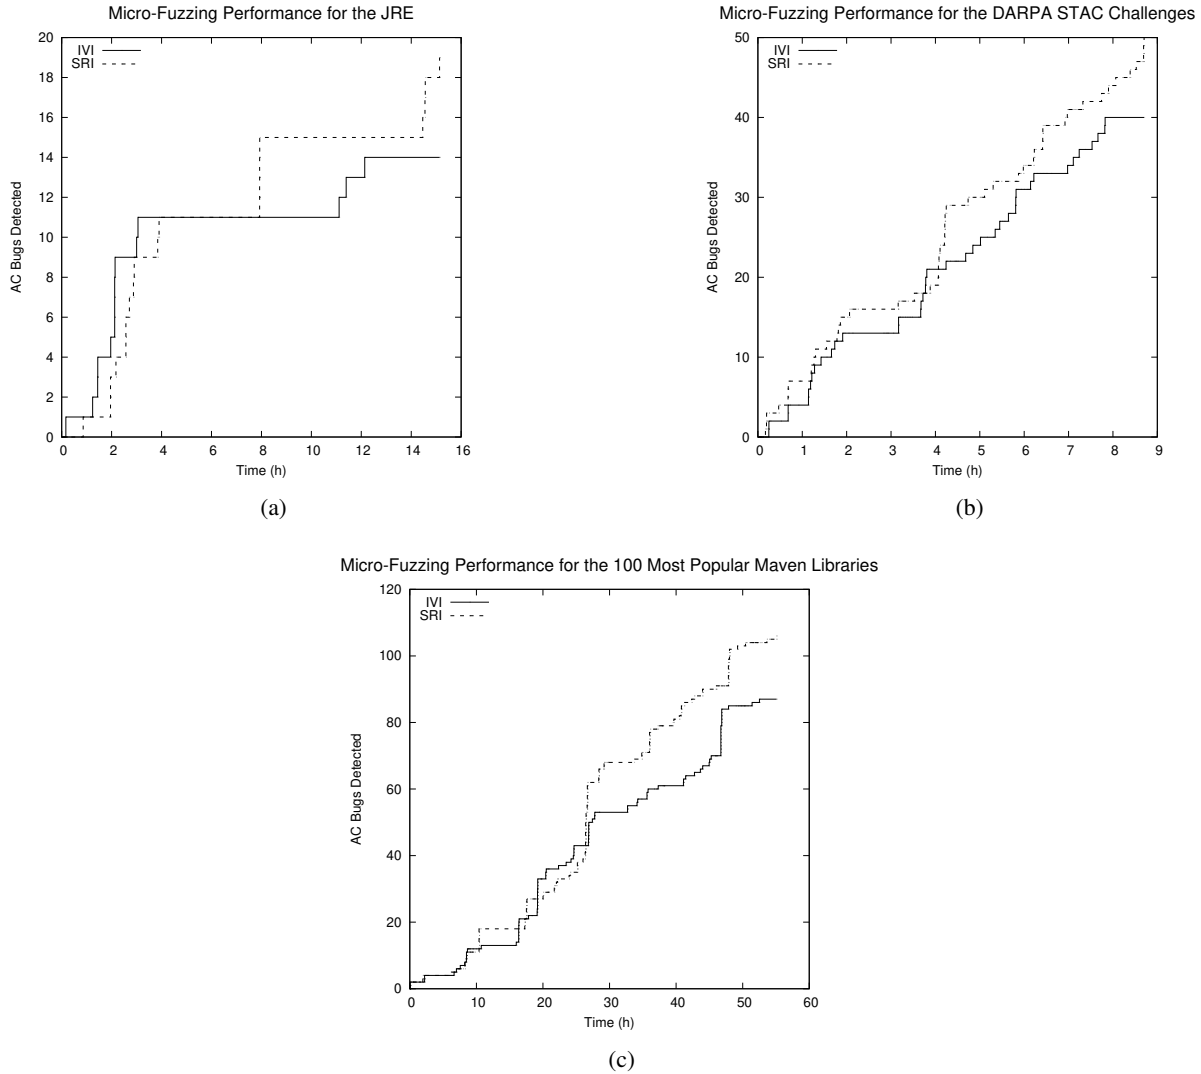 Micro-Fuzzing Performance for the JRE
20
18
16
14
12
10
8
6
4
2
0
0 2 4 6 8 10 12 14 16
AC Bugs Detected
Time (h)
IVI
SRI
(a)
Micro-Fuzzing Performance for the DARPA STAC Challenges
50
40
30
20
10
0
0 1 2 3 4 5 6 7 8 9
AC Bugs Detected
Time (h)
IVI
SRI
(b)
Micro-Fuzzing Performance for the 100 Most Popular Maven Libraries
120
100
80
60
40
20
0
0 10 20 30 40 50 60
AC Bugs Detected
Time (h)
IVI
SRI
(c)